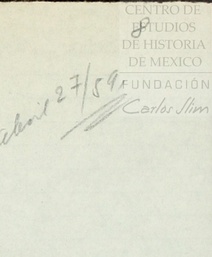 8
CENTRO DE
ESTUDIOS
DE HISTORIA
DE MEXICO
FUNDACIÓN
Carlos Slim
abril 27/59